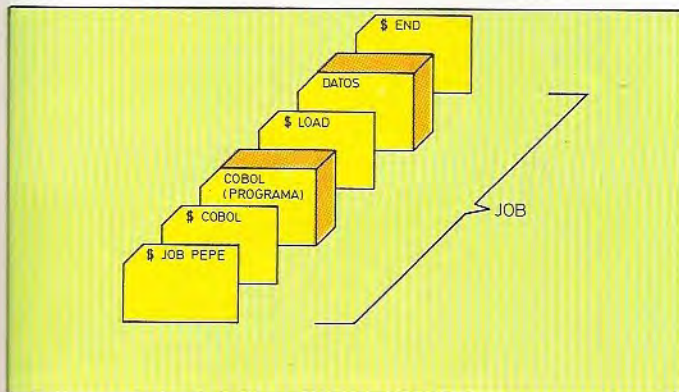 $ END
DATOS
$ LOAD
COBOL
(PROGRAMA)
$ COBOL
$ JOB PEPE
JOB